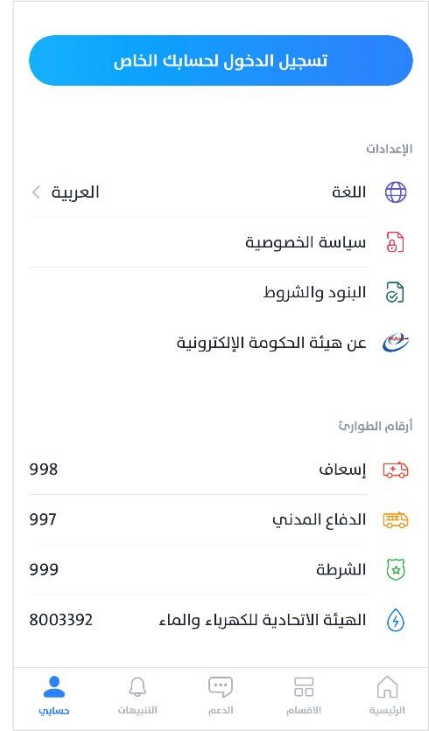 تسجيل الدخول لحسابك الخاص
الإعدادات
اللغة العربية
سياسة الخصوصية
البنود والشروط
عن هيئة الحكومة الإلكترونية
أرقام الطوارئ
إسعاف 998
الدفاع المدني 997
الشرطة 999
الهيئة الاتحادية للكهرباء والماء 8003392
الرئيسية الأقسام الدعم التنبيهات حسابي